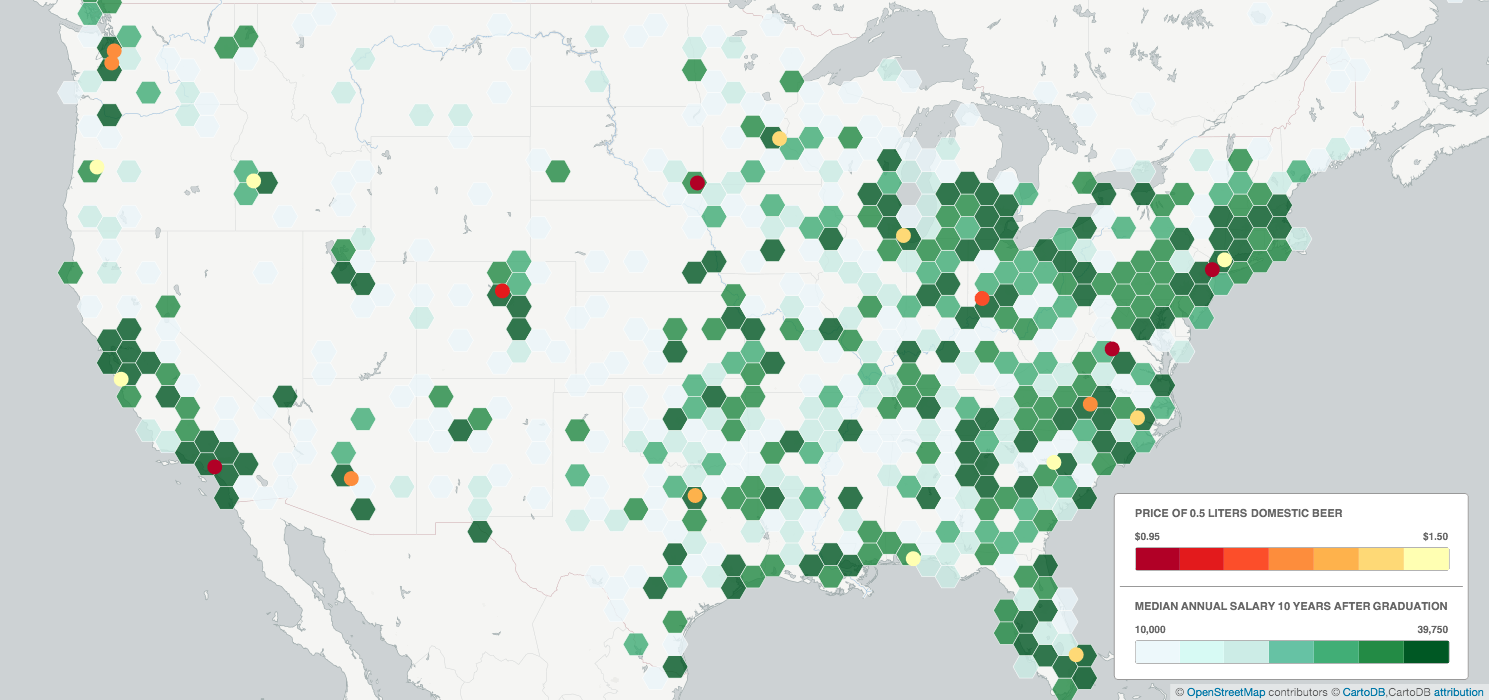 PRICE OF 0.5 LITERS DOMESTIC BEER
$0.95 $1.50
MEDIAN ANNUAL SALARY 10 YEARS AFTER GRADUATION
10,000 39,750
© OpenStreetMap contributors © CartoDB,CartoDB attribution